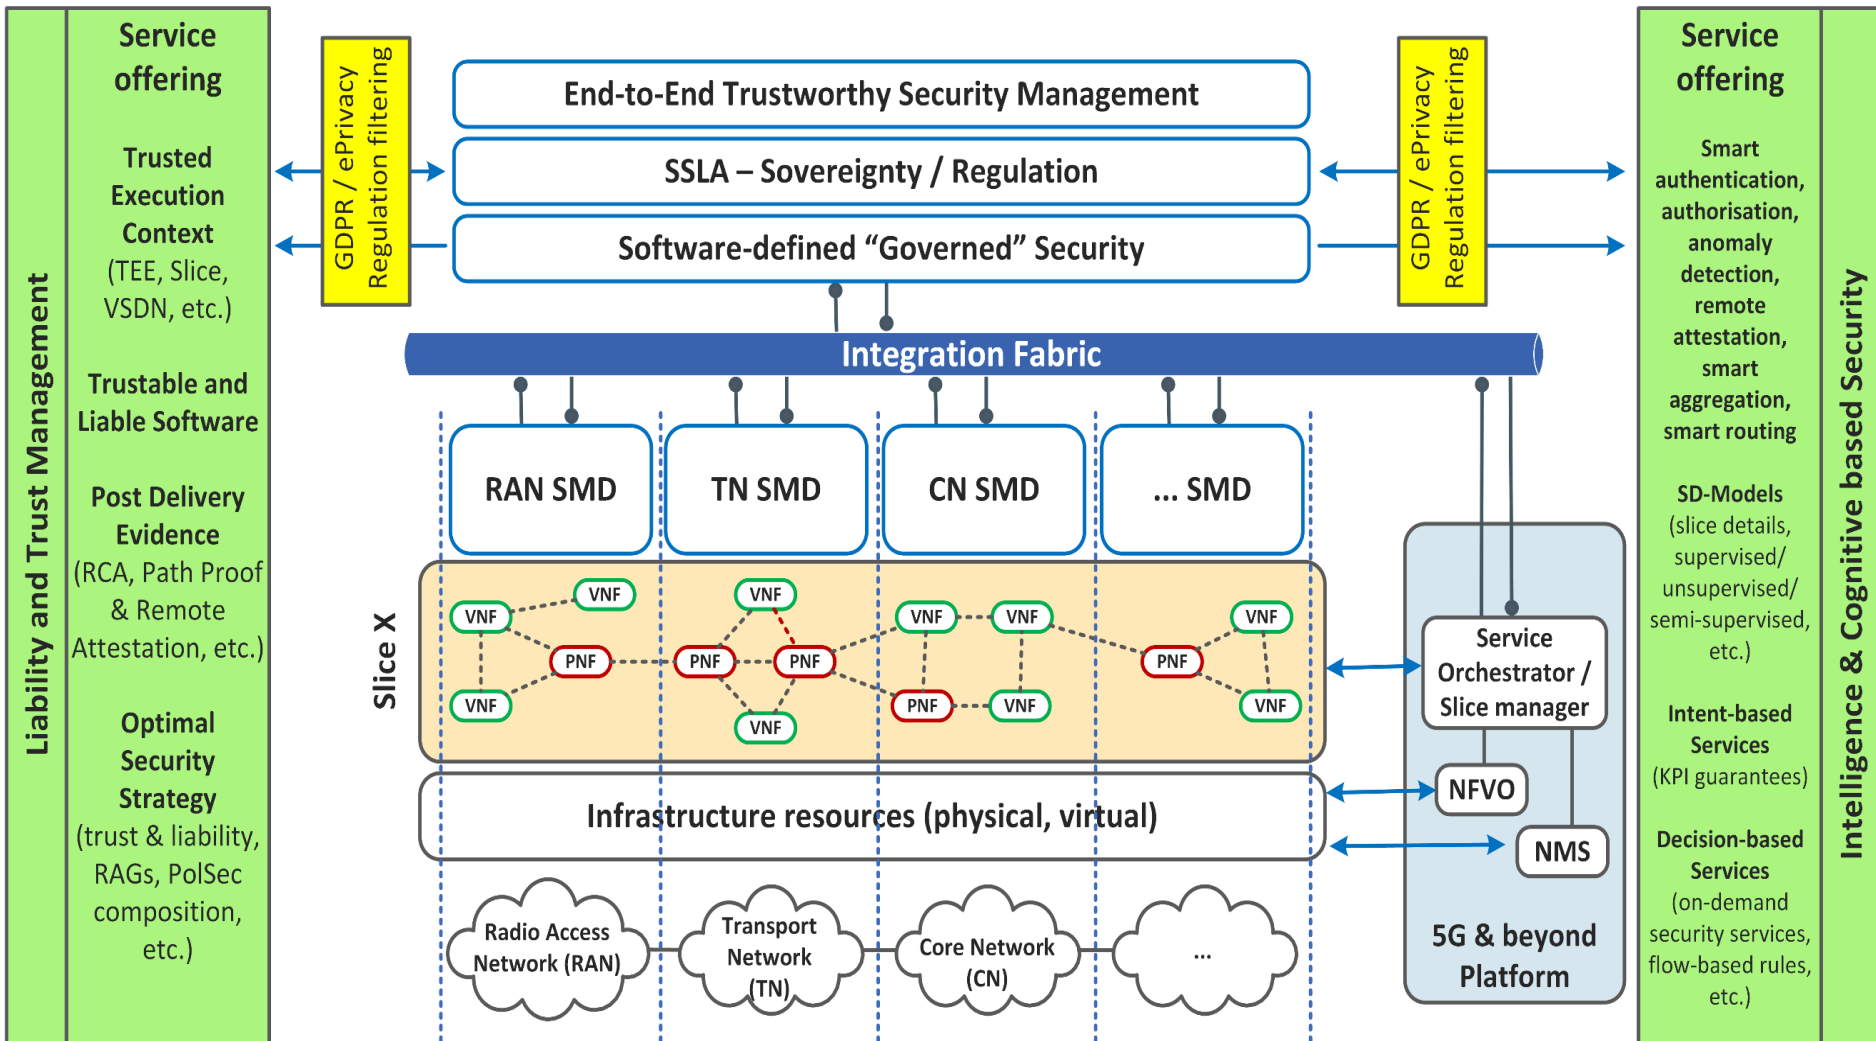 Liability and Trust Management
Service
offering
Trusted
Execution
Context
(TEE, Slice,
VSDN, etc.)
Trustable and
Liable Software
Post Delivery
Evidence
(RCA, Path Proof
& Remote
Attestation, etc.)
Optimal
Security
Strategy
(trust & liability,
RAGs, PolSec
composition,
etc.)
GDPR / ePrivacy
Regulation filtering
End-to-End Trustworthy Security Management
SSLA – Sovereignty / Regulation
Software-defined “Governed” Security
GDPR / ePrivacy
Regulation filtering
Integration Fabric
RAN SMD
TN SMD
CN SMD
... SMD
Slice X
VNF
VNF
PNF
VNF
VNF
PNF
PNF
VNF
VNF
VNF
PNF
VNF
PNF
VNF
VNF
Infrastructure resources (physical, virtual)
Radio Access
Network (RAN)
Transport
Network
(TN)
Core Network
(CN)
...
Service
Orchestrator /
Slice manager
NFVO
NMS
5G & beyond
Platform
Service
offering
Smart
authentication,
authorisation,
anomaly
detection,
remote
attestation,
smart
aggregation,
smart routing
SD-Models
(slice details,
supervised/
unsupervised/
semi-supervised,
etc.)
Intent-based
Services
(KPI guarantees)
Decision-based
Services
(on-demand
security services,
flow-based rules,
etc.)
Intelligence & Cognitive based Security